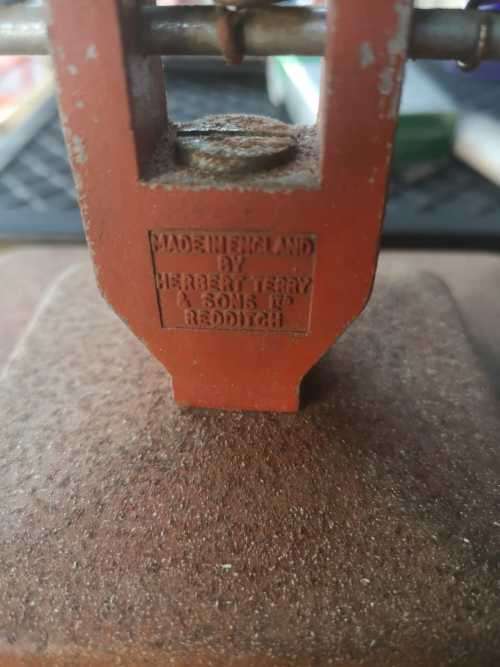 MADE IN ENGLAND
BY
HERBERT TERRY
& SONS LD
REDDITCH